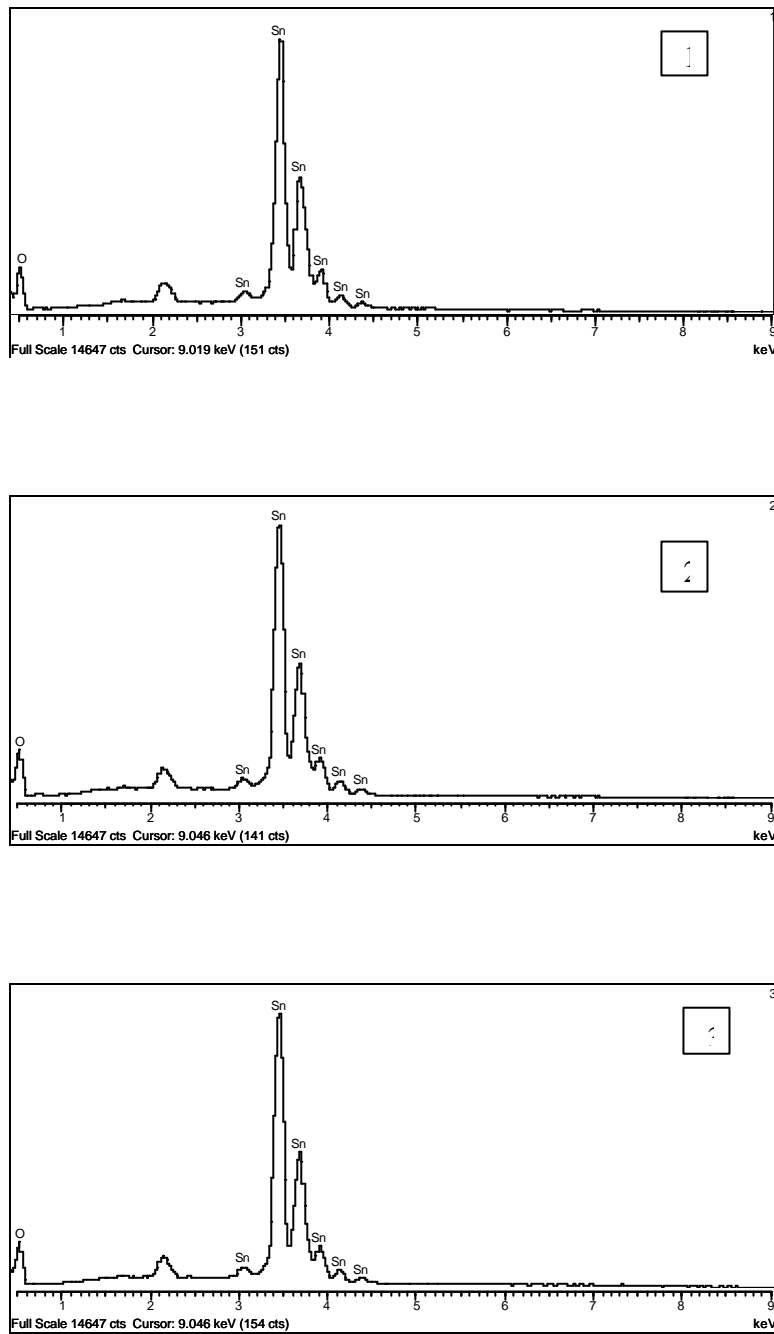 Sn
1
Sn
Sn
O
Sn
Sn
Sn
1 2 3 4 5 6 7 8 9
Full Scale 14647 cts Cursor: 9.019 keV (151 cts) keV
2
Sn
2
Sn
O
Sn
Sn
Sn
Sn
1 2 3 4 5 6 7 8 9
Full Scale 14647 cts Cursor: 9.046 keV (141 cts) keV
3
Sn
Sn
O
Sn
Sn
Sn
Sn
1 2 3 4 5 6 7 8 9
Full Scale 14647 cts Cursor: 9.046 keV (154 cts) keV